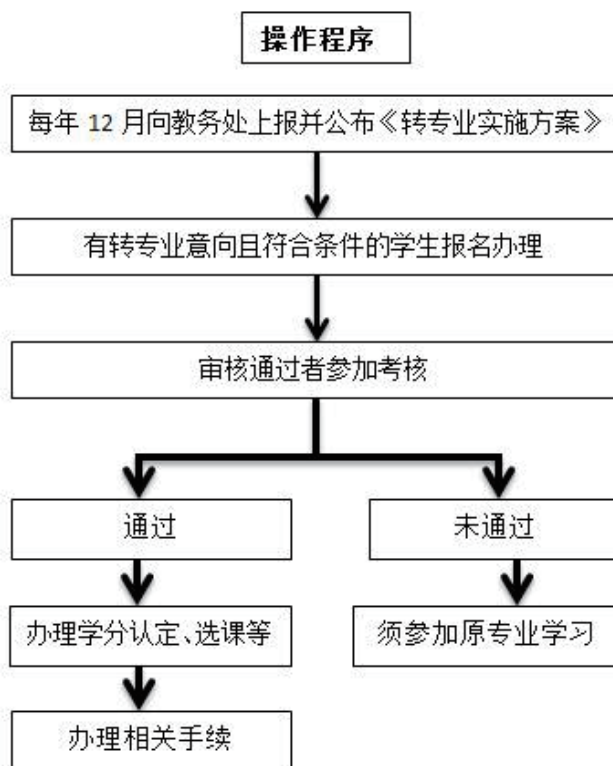 操作程序
每年 12 月向教务处上报并公布《转专业实施方案》
有转专业意向且符合条件的学生报名办理
审核通过者参加考核
通过
未通过
办理学分认定、选课等
须参加原专业学习
办理相关手续